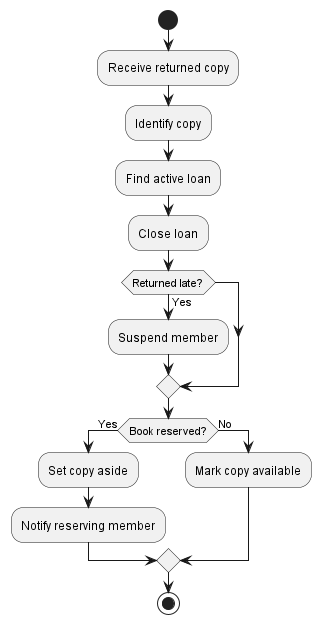 Receive returned copy
Identify copy
Find active loan
Close loan
Returned late?
Yes
Suspend member
Yes
Book reserved?
No
Set copy aside
Mark copy available
Notify reserving member